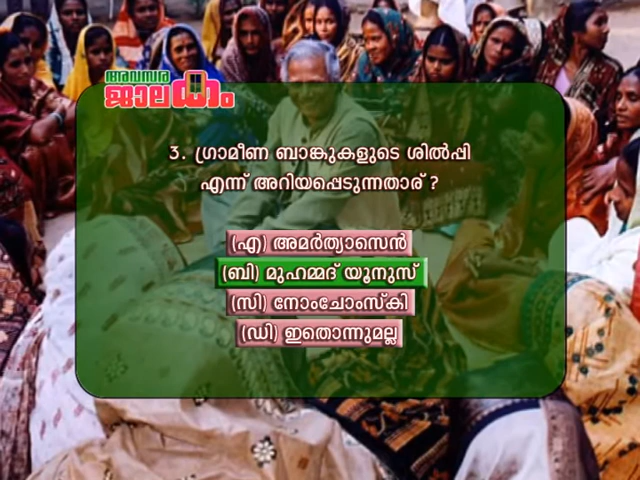 അവസര
ജാലകം
3. ഗ്രാമീണ ബാങ്കുകളുടെ ശിൽപ്പി
എന്ന് അറിയപ്പെടുന്നതാര് ?
(എ) അമർത്യാസെൻ
(ബി) മുഹമ്മദ് യൂനുസ്
(സി) നോംചോംസ്കി
(ഡി) ഇതൊന്നുമല്ല